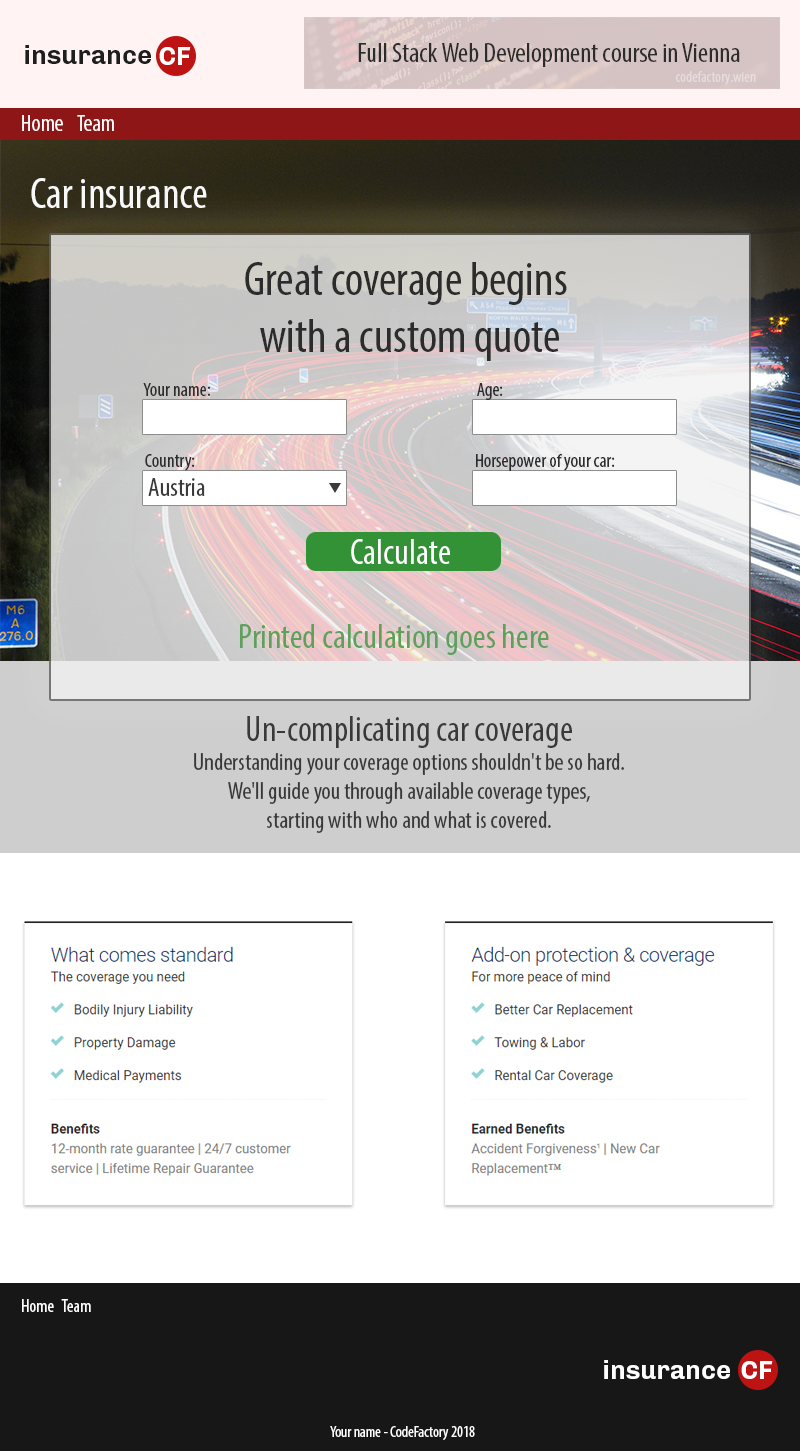 insurance CF
Full Stack Web Development course in Vienna
codefactory.wien
Home Team
Car insurance
Great coverage begins
with a custom quote
Your name:
Age:
Country:
Horsepower of your car:
Austria
Calculate
M6
A
276.0
Printed calculation goes here
Un-complicating car coverage
Understanding your coverage options shouldn't be so hard.
We'll guide you through available coverage types,
starting with who and what is covered.
What comes standard
The coverage you need
Bodily Injury Liability
Property Damage
Medical Payments
Benefits
12-month rate guarantee | 24/7 customer
service | Lifetime Repair Guarantee
Add-on protection & coverage
For more peace of mind
Better Car Replacement
Towing & Labor
Rental Car Coverage
Earned Benefits
Accident Forgiveness¹ | New Car
Replacement™
Home Team
insurance CF
Your name - CodeFactory 2018